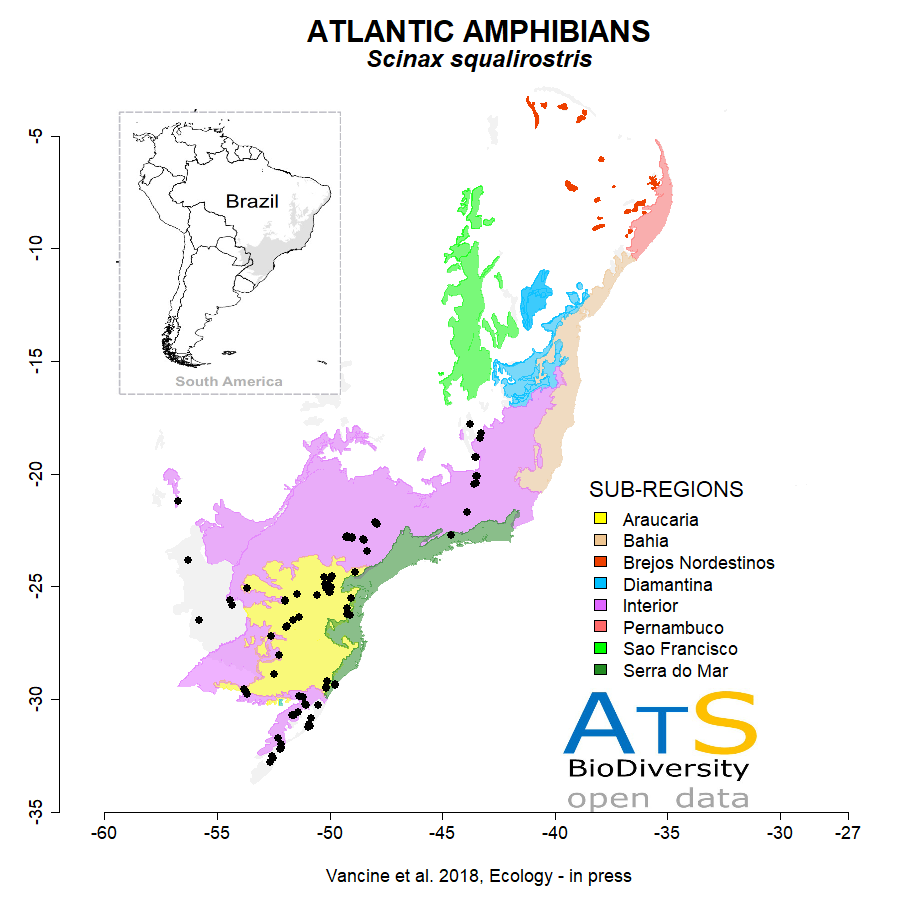 ATLANTIC AMPHIBIANS
Scinax squalirostris
Brazil
South America
-5
-10
-15
-20
-25
-30
-35
SUB-REGIONS
Araucaria
Bahia
Brejos Nordestinos
Diamantina
Interior
Pernambuco
Sao Francisco
Serra do Mar
ATS
BioDiversity
open data
-60
-55
-50
-45
-40
-35
-30
-27
Vancine et al. 2018, Ecology - in press